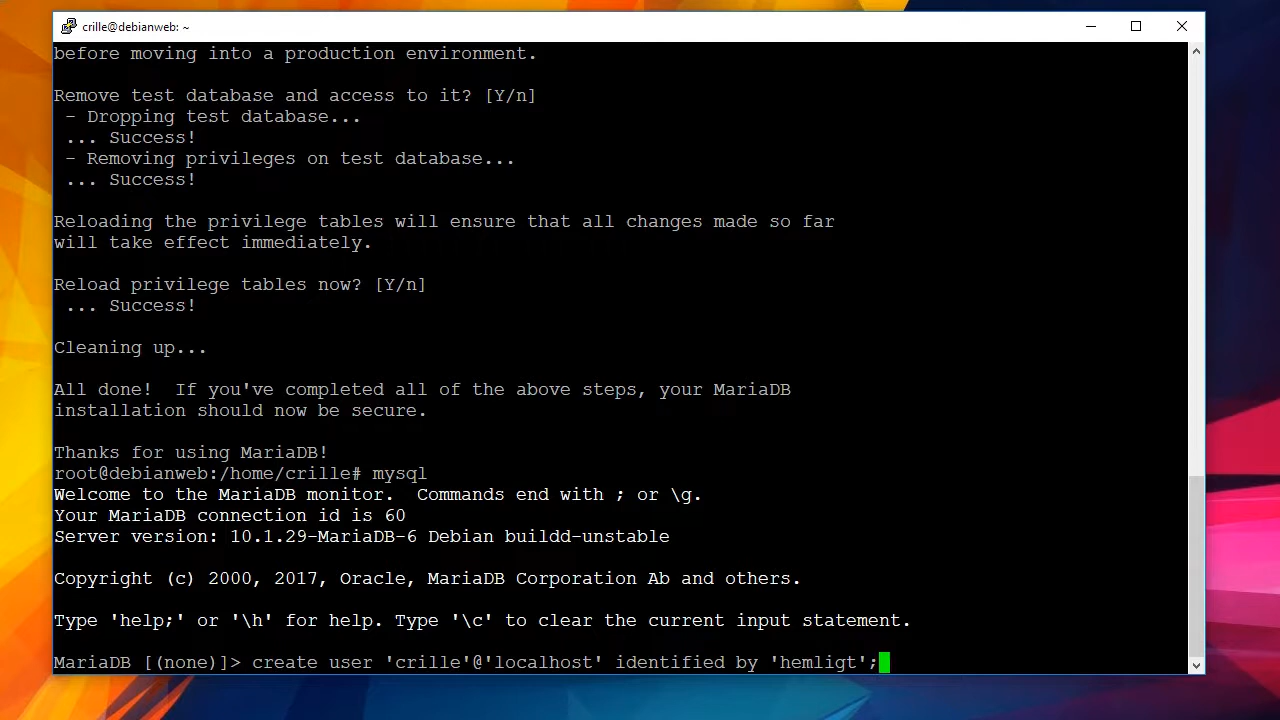 crille@debianweb: ~
before moving into a production environment.
Remove test database and access to it? [Y/n]
 - Dropping test database...
 ... Success!
 - Removing privileges on test database...
 ... Success!
Reloading the privilege tables will ensure that all changes made so far
will take effect immediately.
Reload privilege tables now? [Y/n]
 ... Success!
Cleaning up...
All done!  If you've completed all of the above steps, your MariaDB
installation should now be secure.
Thanks for using MariaDB!
root@debianweb:/home/crille# mysql
Welcome to the MariaDB monitor.  Commands end with ; or \g.
Your MariaDB connection id is 60
Server version: 10.1.29-MariaDB-6 Debian buildd-unstable
Copyright (c) 2000, 2017, Oracle, MariaDB Corporation Ab and others.
Type 'help;' or '\h' for help. Type '\c' to clear the current input statement.
MariaDB [(none)]> create user 'crille'@'localhost' identified by 'hemligt';